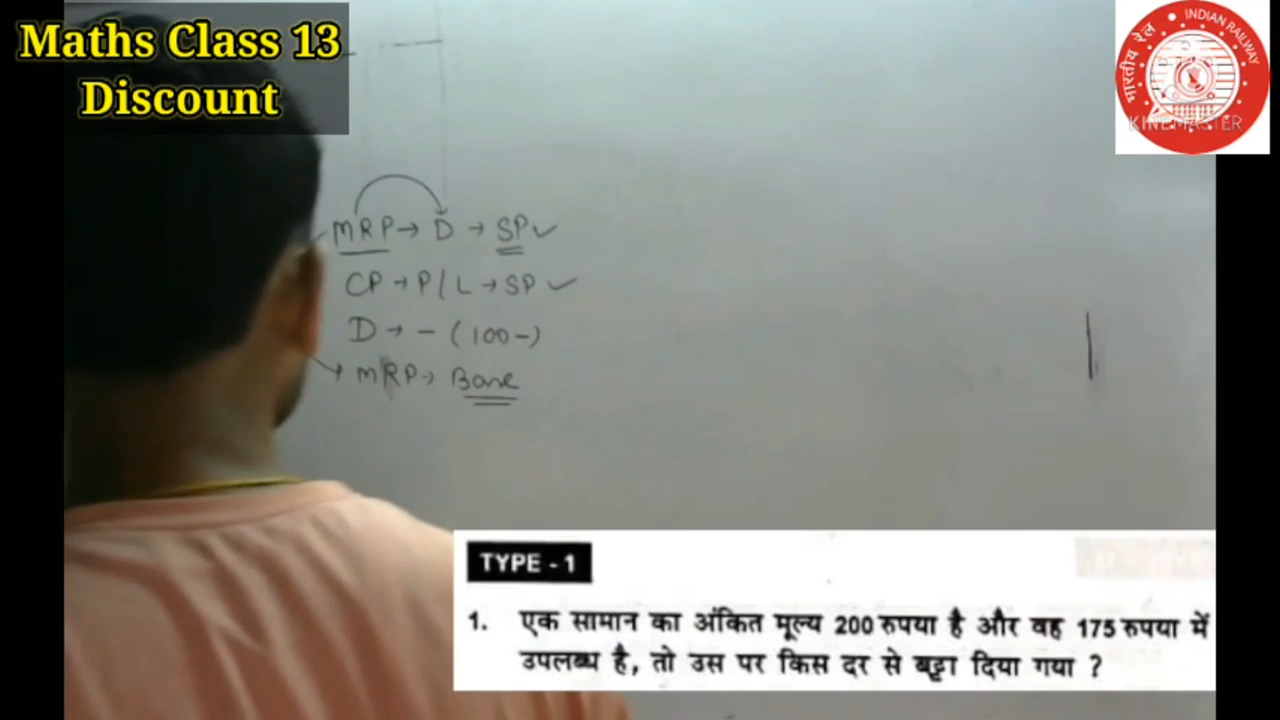 Maths Class 13
Discount
भारतीय रेल INDIAN RAILWAY
KINEMASTER
MRP → D → SP ✓
CP → P/L → SP ✓
D → - (100-)
→ MRP → Base
TYPE - 1
1. एक सामान का अंकित मूल्य 200 रुपया है और वह 175 रुपया में
उपलब्ध है, तो उस पर किस दर से बट्टा दिया गया ?